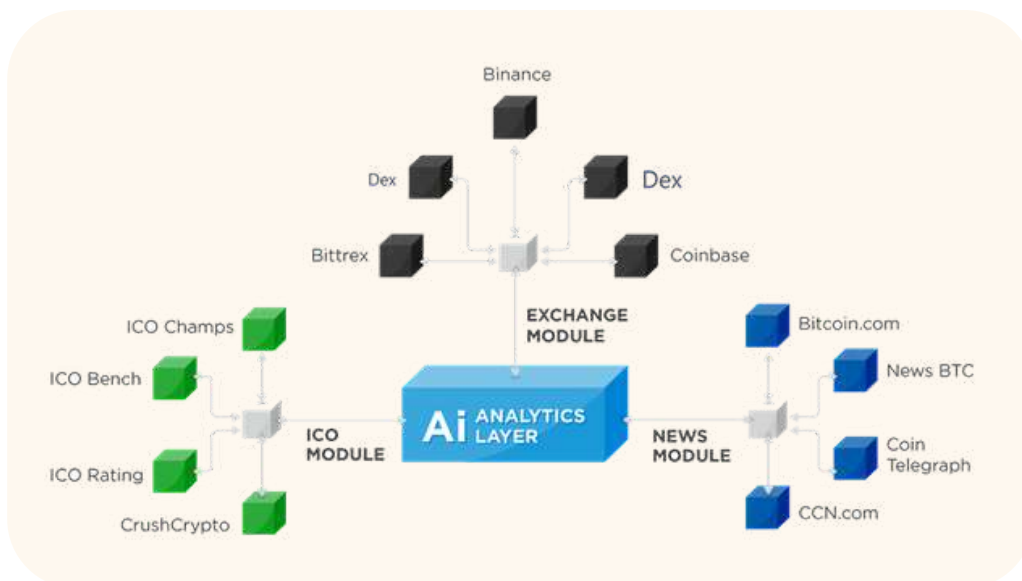 Binance
Dex
Dex
Bittrex
Coinbase
EXCHANGE
MODULE
ICO Champs
ICO Bench
ICO Rating
CrushCrypto
ICO
MODULE
Ai ANALYTICS
LAYER
NEWS
MODULE
Bitcoin.com
News BTC
Coin
Telegraph
CCN.com